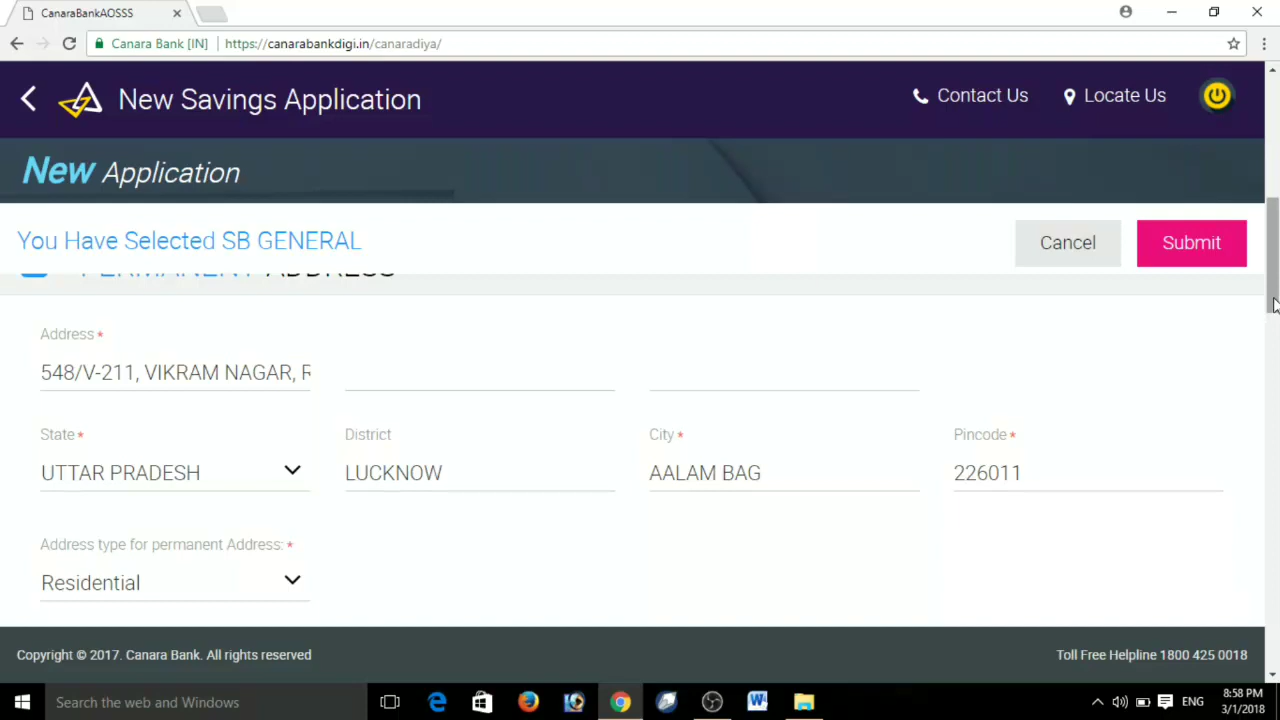 CanaraBankAOSSS
Canara Bank [IN] https://canarabankdigi.in/canaradiya/
New Savings Application
Contact Us
Locate Us
New Application
You Have Selected SB GENERAL
Cancel
Submit
PERMANENT ADDRESS
Address *
548/V-211, VIKRAM NAGAR, R
State *
District
City *
Pincode *
UTTAR PRADESH
LUCKNOW
AALAM BAG
226011
Address type for permanent Address: *
Residential
Copyright © 2017. Canara Bank. All rights reserved
Toll Free Helpline 1800 425 0018
Search the web and Windows
ENG
8:58 PM
3/1/2018